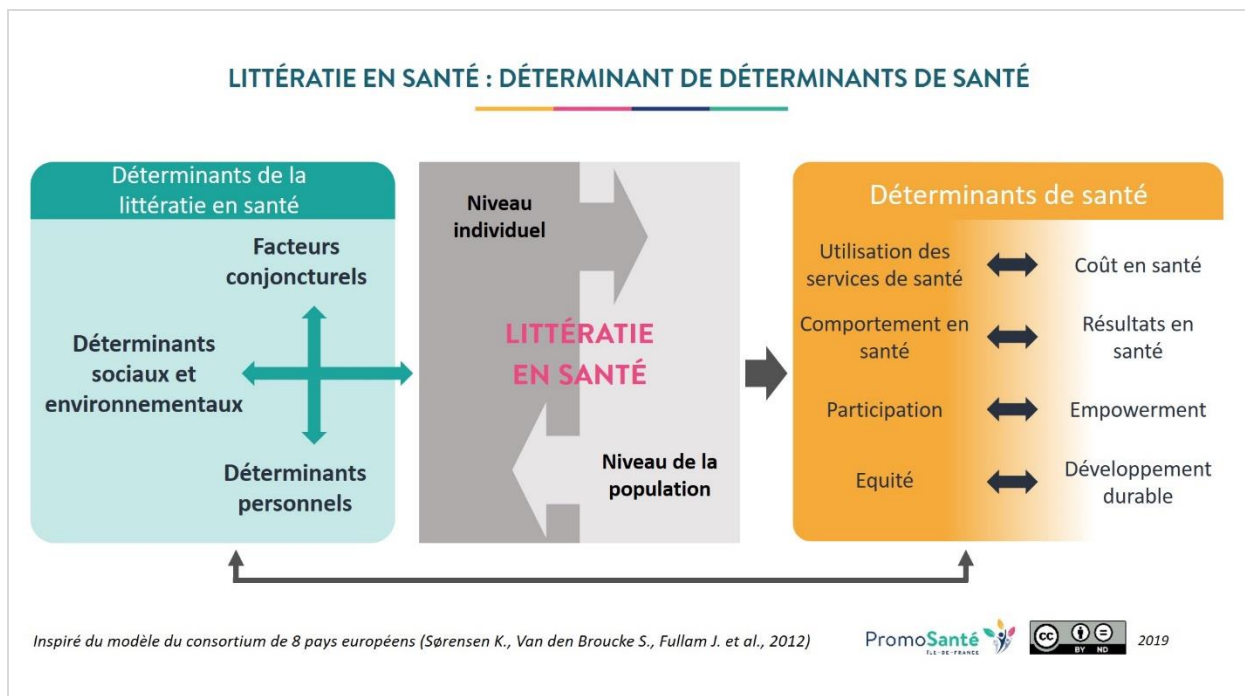 LITTÉRATIE EN SANTÉ : DÉTERMINANT DE DÉTERMINANTS DE SANTÉ
Déterminants de la
littératie en santé
Facteurs
conjoncturels
Déterminants
sociaux et
environnementaux
Déterminants
personnels
Niveau
individuel
LITTÉRATIE
EN SANTÉ
Niveau de la
population
Déterminants de santé
Utilisation des
services de santé
Coût en santé
Comportement en
santé
Résultats en
santé
Participation
Empowerment
Equité
Développement
durable
Inspiré du modèle du consortium de 8 pays européens (Sørensen K., Van den Broucke S., Fullam J. et al., 2012)
PromoSanté
ÎLE-DE-FRANCE
cc
BY ND
2019